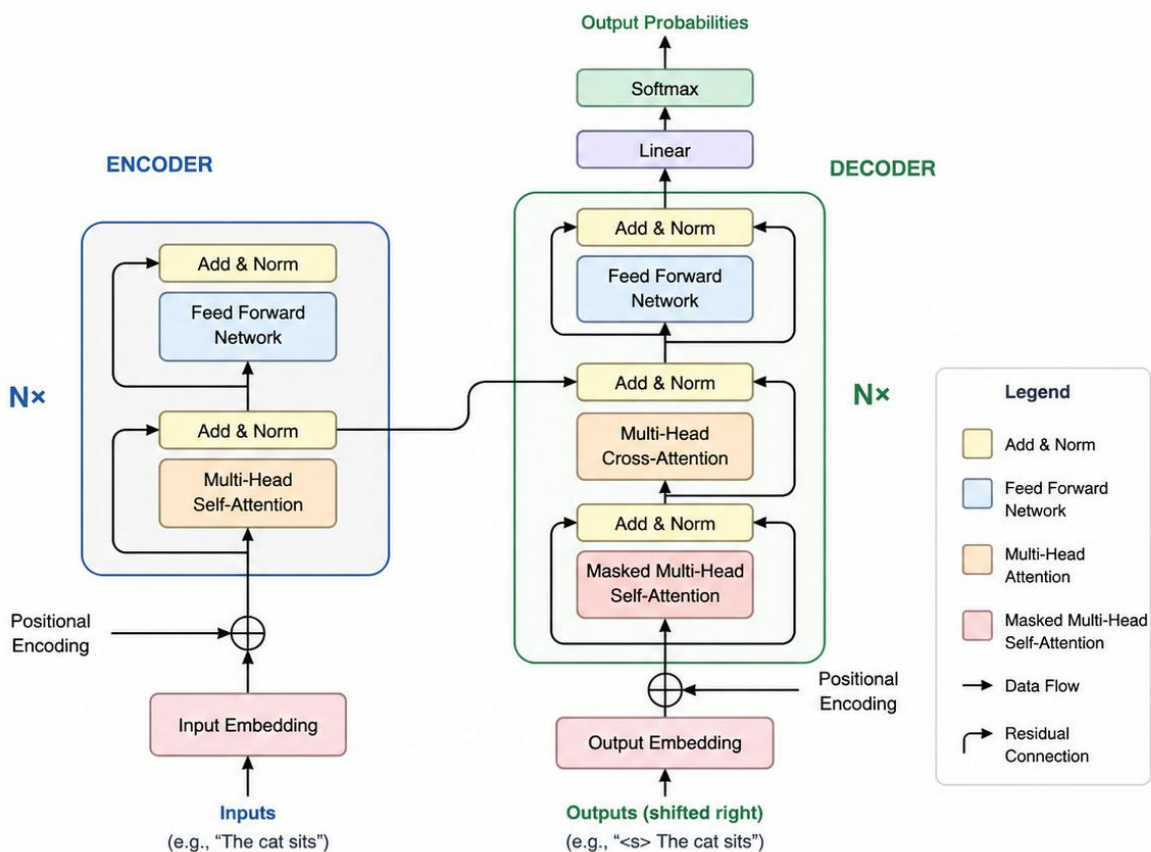 Output Probabilities
Softmax
Linear
ENCODER
DECODER
Add & Norm
Feed Forward
Network
Add & Norm
Multi-Head
Self-Attention
N×
Positional
Encoding
Input Embedding
Inputs
(e.g., “The cat sits”)
Add & Norm
Feed Forward
Network
Add & Norm
Multi-Head
Cross-Attention
Add & Norm
Masked Multi-Head
Self-Attention
N×
Positional
Encoding
Output Embedding
Outputs (shifted right)
(e.g., “<s> The cat sits”)
Legend
Add & Norm
Feed Forward
Network
Multi-Head
Attention
Masked Multi-Head
Self-Attention
Data Flow
Residual
Connection